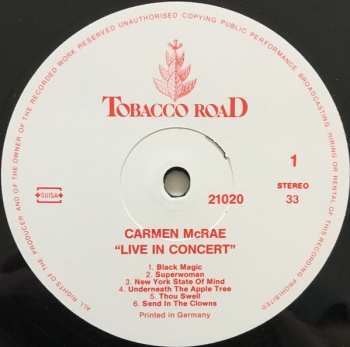 ALL RIGHTS OF THE PRODUCER AND OF THE OWNER OF THE RECORDED WORK RESERVED UNAUTHORISED COPYING PUBLIC PERFORMANCE BROADCASTING HIRING OR RENTAL OF THIS RECORD PROHIBITED
TOBACCO ROAD
SUISA
21020
1
STEREO
33
CARMEN McRAE
"LIVE IN CONCERT"
1. Black Magic
2. Superwoman
3. New York State Of Mind
4. Underneath The Apple Tree
5. Thou Swell
6. Send In The Clowns
Printed in Germany